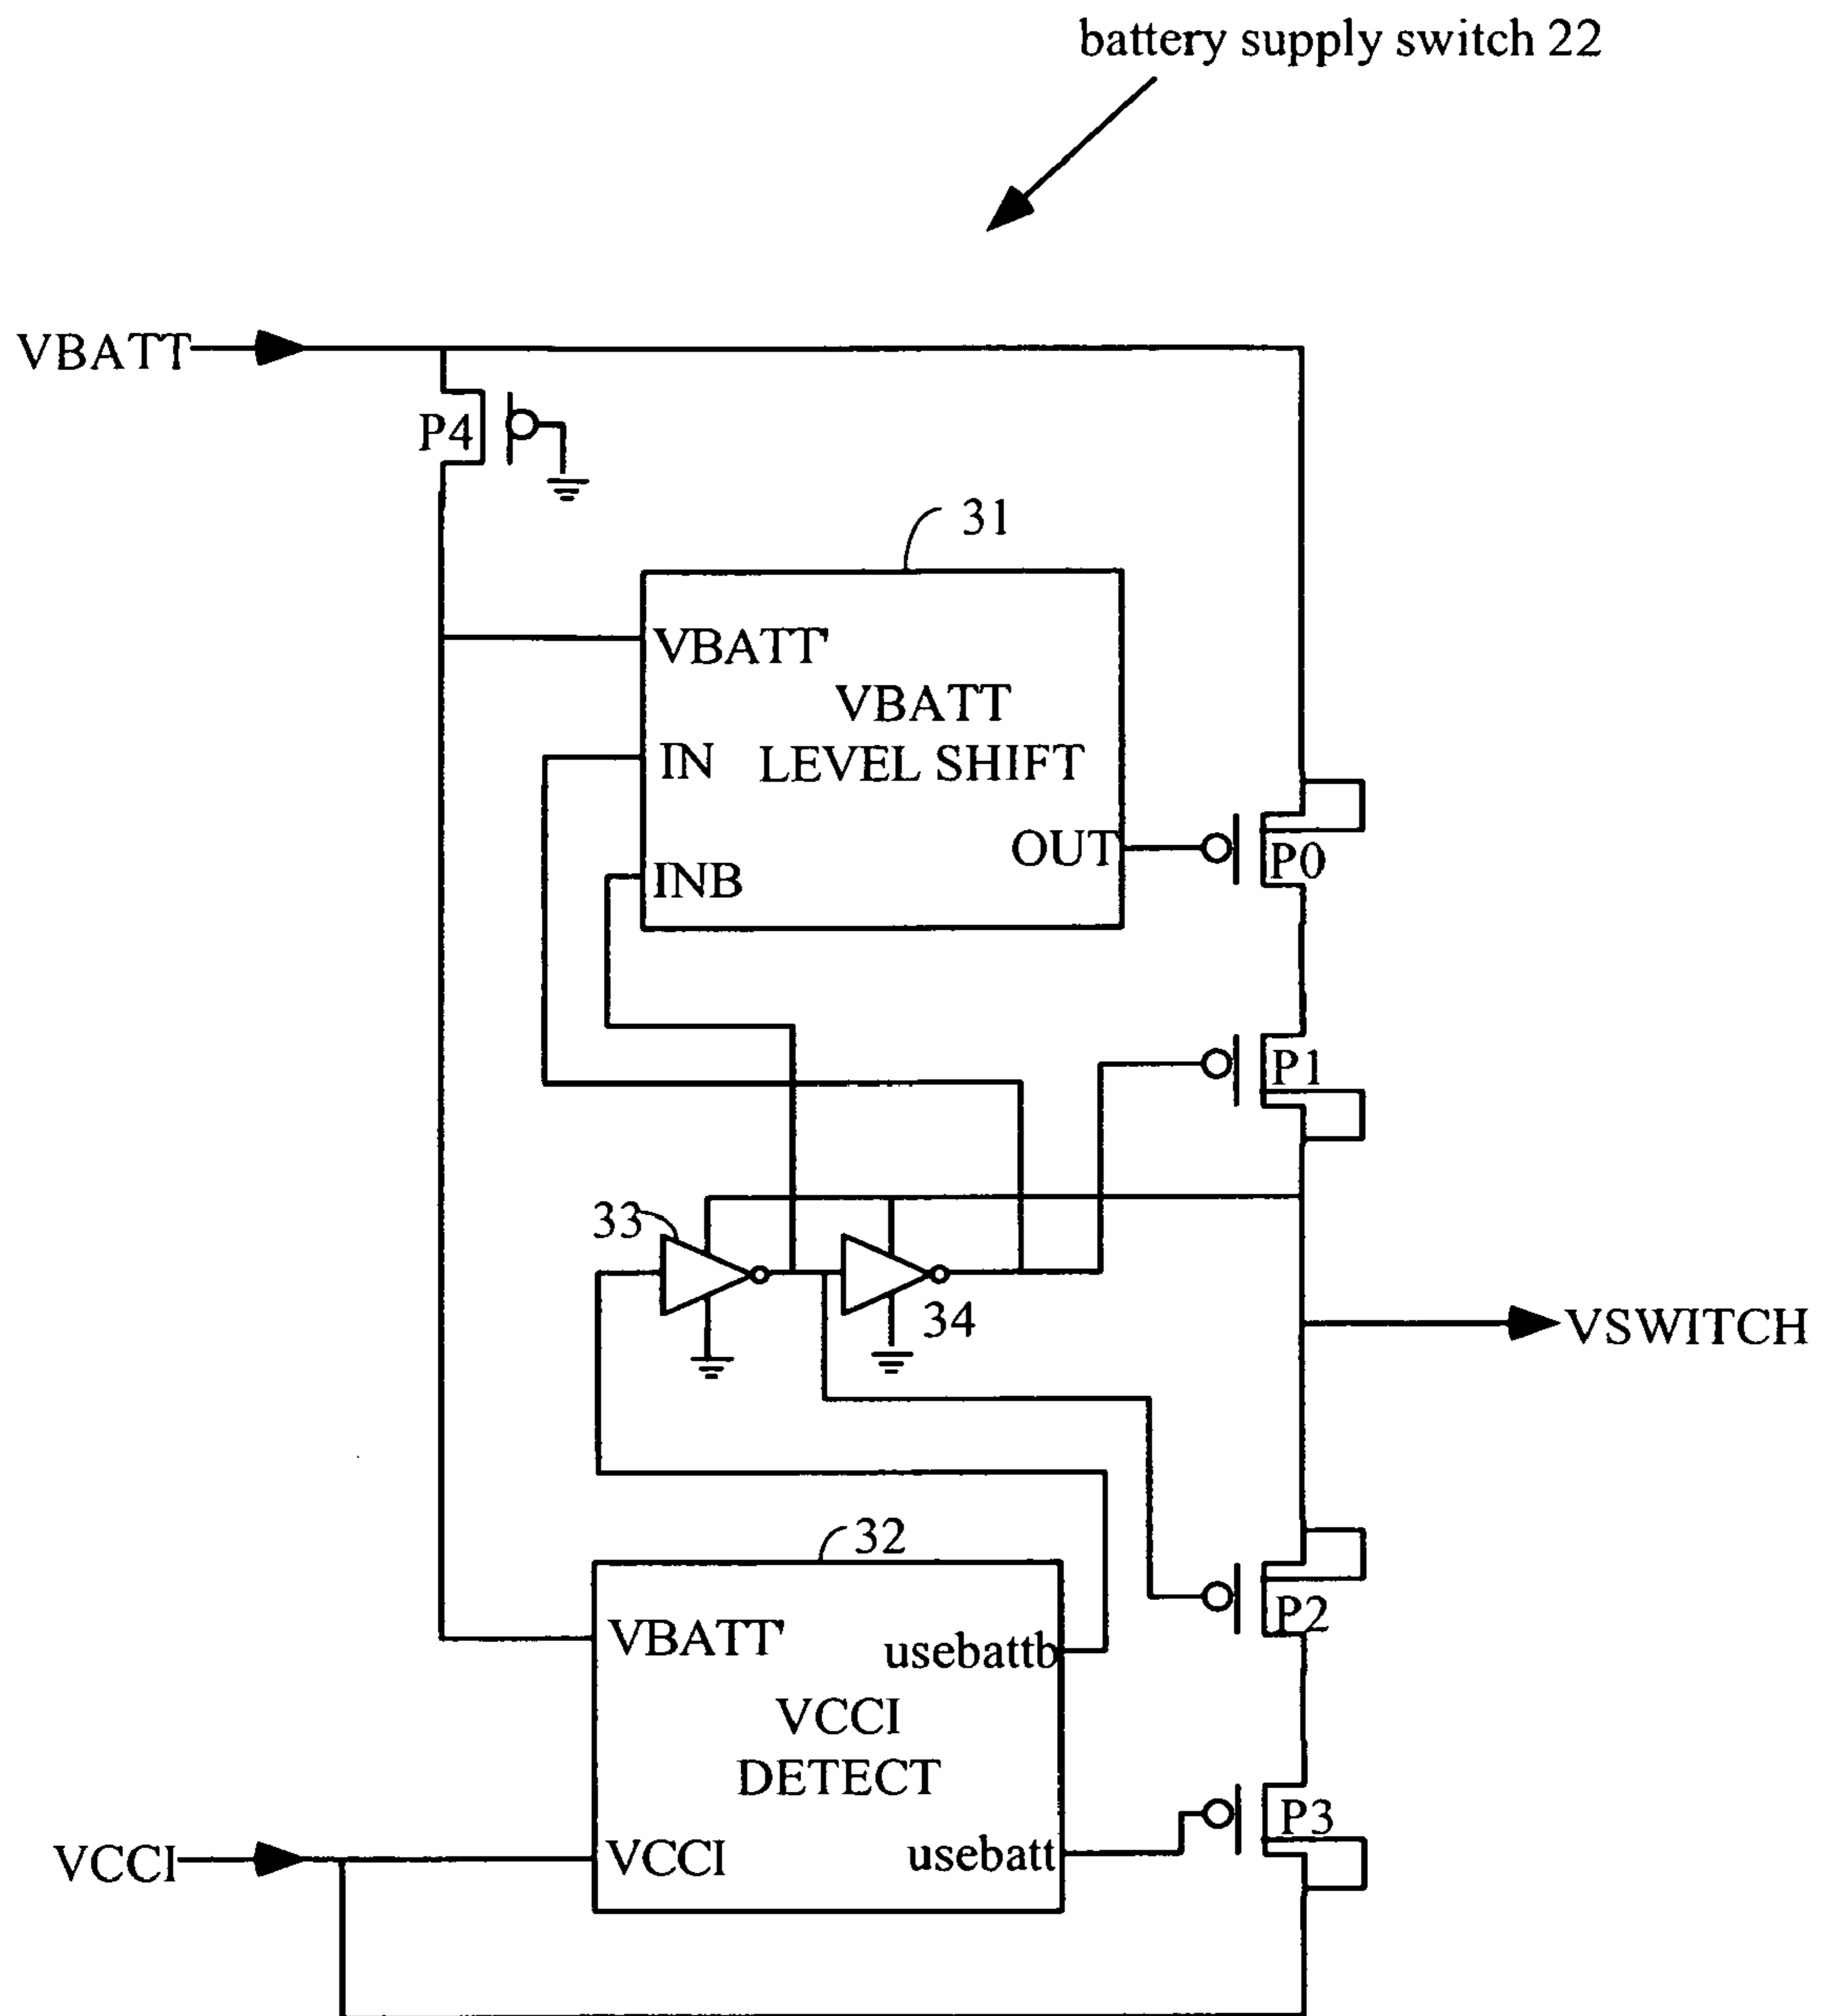 battery supply switch 22
VBATT
P4
31
VBATT'
VBATT
LEVEL SHIFT
IN
INB
OUT
P0
P1
33
34
VSWITCH
32
VBATT'
usebattb
VCCI
DETECT
P2
P3
VCCI
VCCI
usebatt